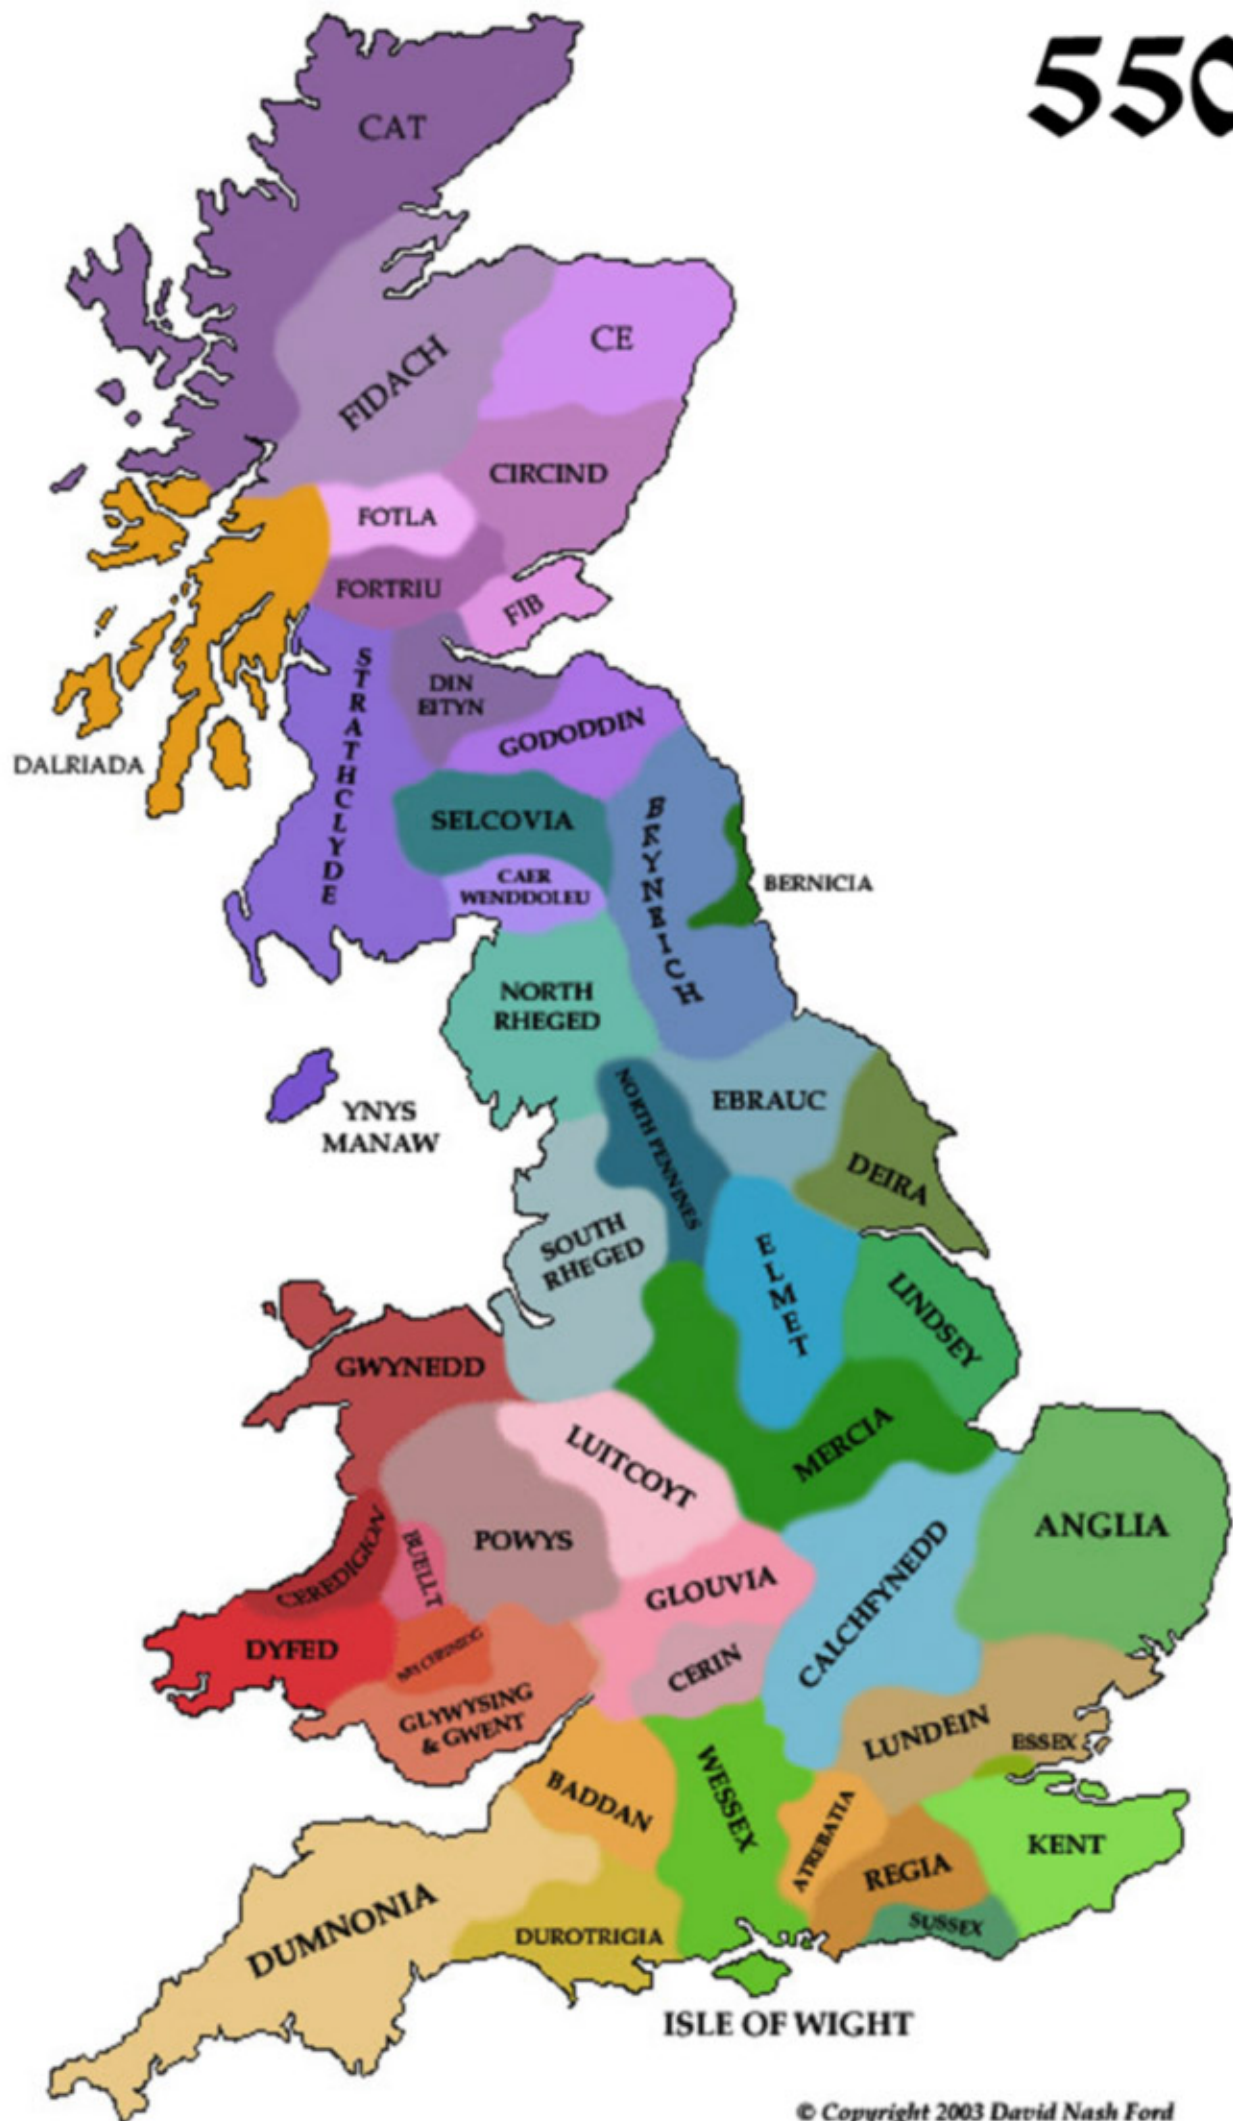 550
CAT
CE
FIDACH
CIRCIND
FOTLA
FORTRIU
FIB
STRATHCLYDE
DIN
EITYN
GODODDIN
DALRIADA
SELCOVIA
BRYNEICH
CAER
WENDDOLEU
BERNICIA
NORTH
RHEGED
YNYS
MANAW
NORTH PENNINES
EBRAUC
DEIRA
SOUTH
RHEGED
ELMET
LINDSEY
GWYNEDD
MERCIA
LUITCOYT
ANGLIA
POWYS
CEREDIGION
BUELLT
GLOUVIA
CALCHFYNEDD
DYFED
CERIN
GLYWYSING
& GWENT
LUNDEIN
ESSEX
BADDAN
WESSEX
ATREBATIA
KENT
REGIA
DUMNONIA
DUROTRIGIA
SUSSEX
ISLE OF WIGHT
© Copyright 2003 David Nash Ford